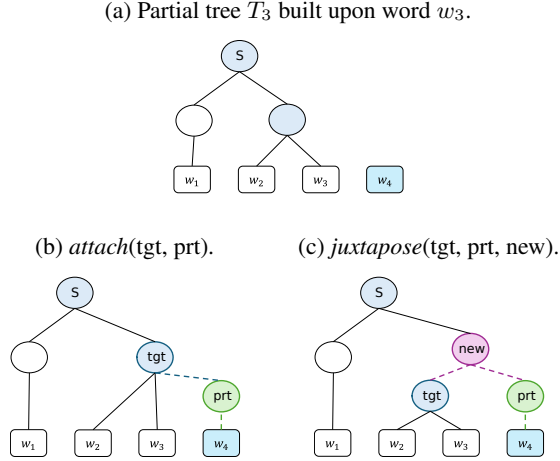 (a) Partial tree T₃ built upon word w₃.
S
w₁ w₂ w₃ w₄
(b) attach(tgt, prt).
S
tgt
prt
w₁ w₂ w₃ w₄
(c) juxtapose(tgt, prt, new).
S
new
tgt prt
w₁ w₂ w₃ w₄